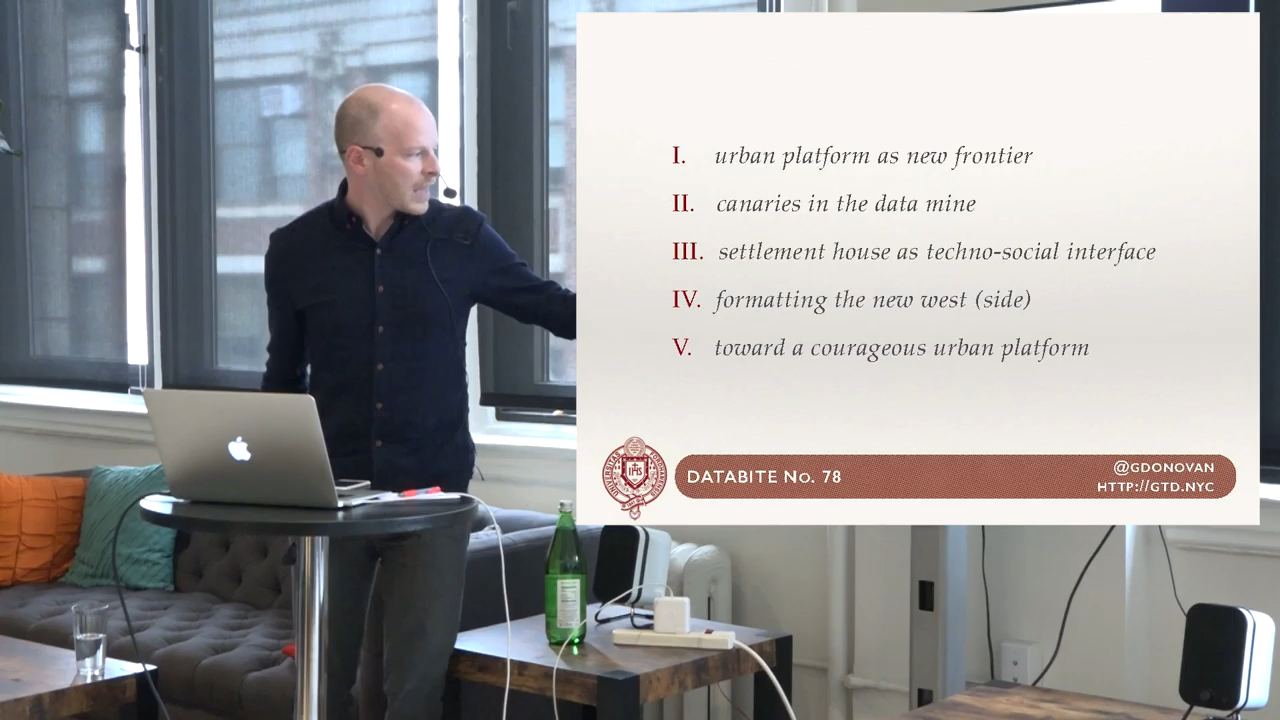 I. urban platform as new frontier
II. canaries in the data mine
III. settlement house as techno-social interface
IV. formatting the new west (side)
V. toward a courageous urban platform
DATABITE No. 78
@GDONOVAN
HTTP://GTD.NYC
IHS